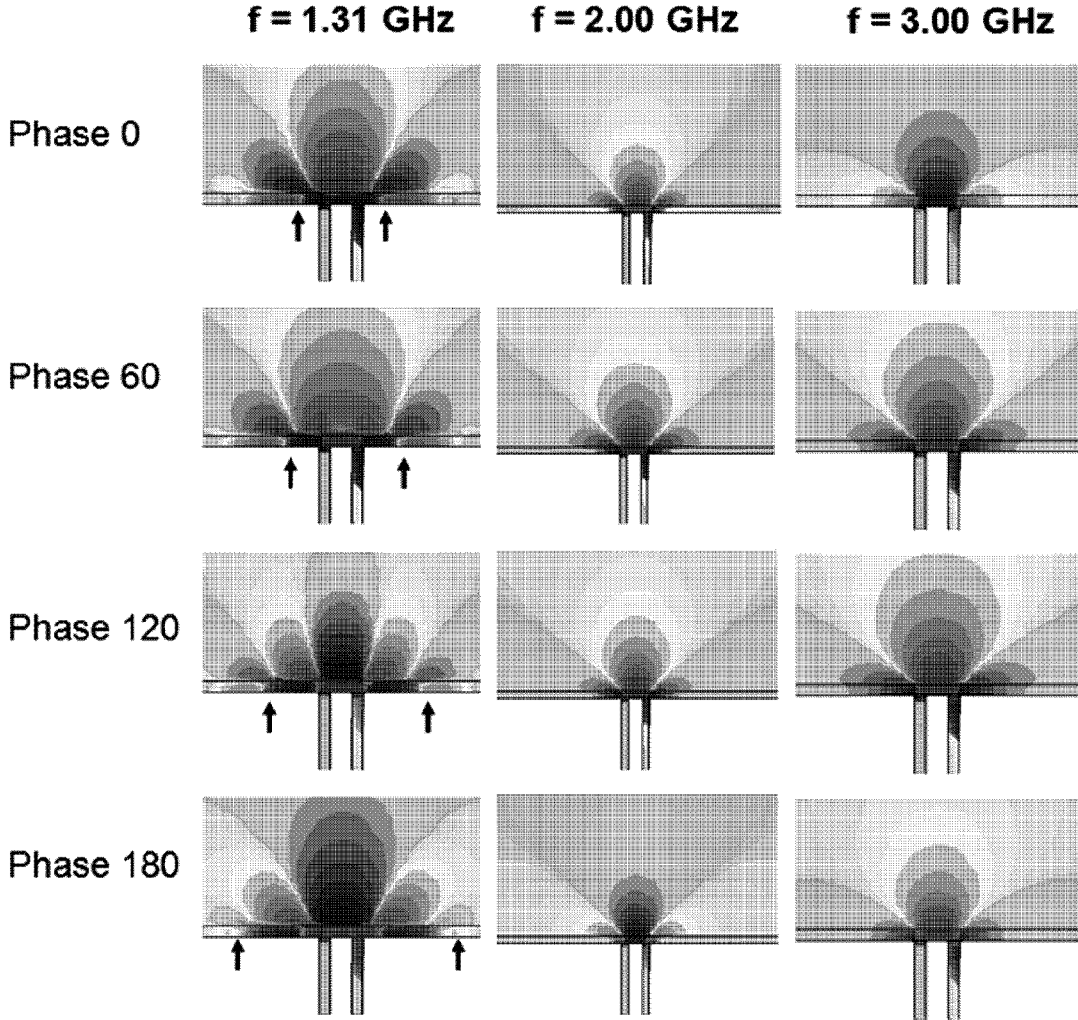 f = 1.31 GHz f = 2.00 GHz f = 3.00 GHz
Phase 0
Phase 60
Phase 120
Phase 180